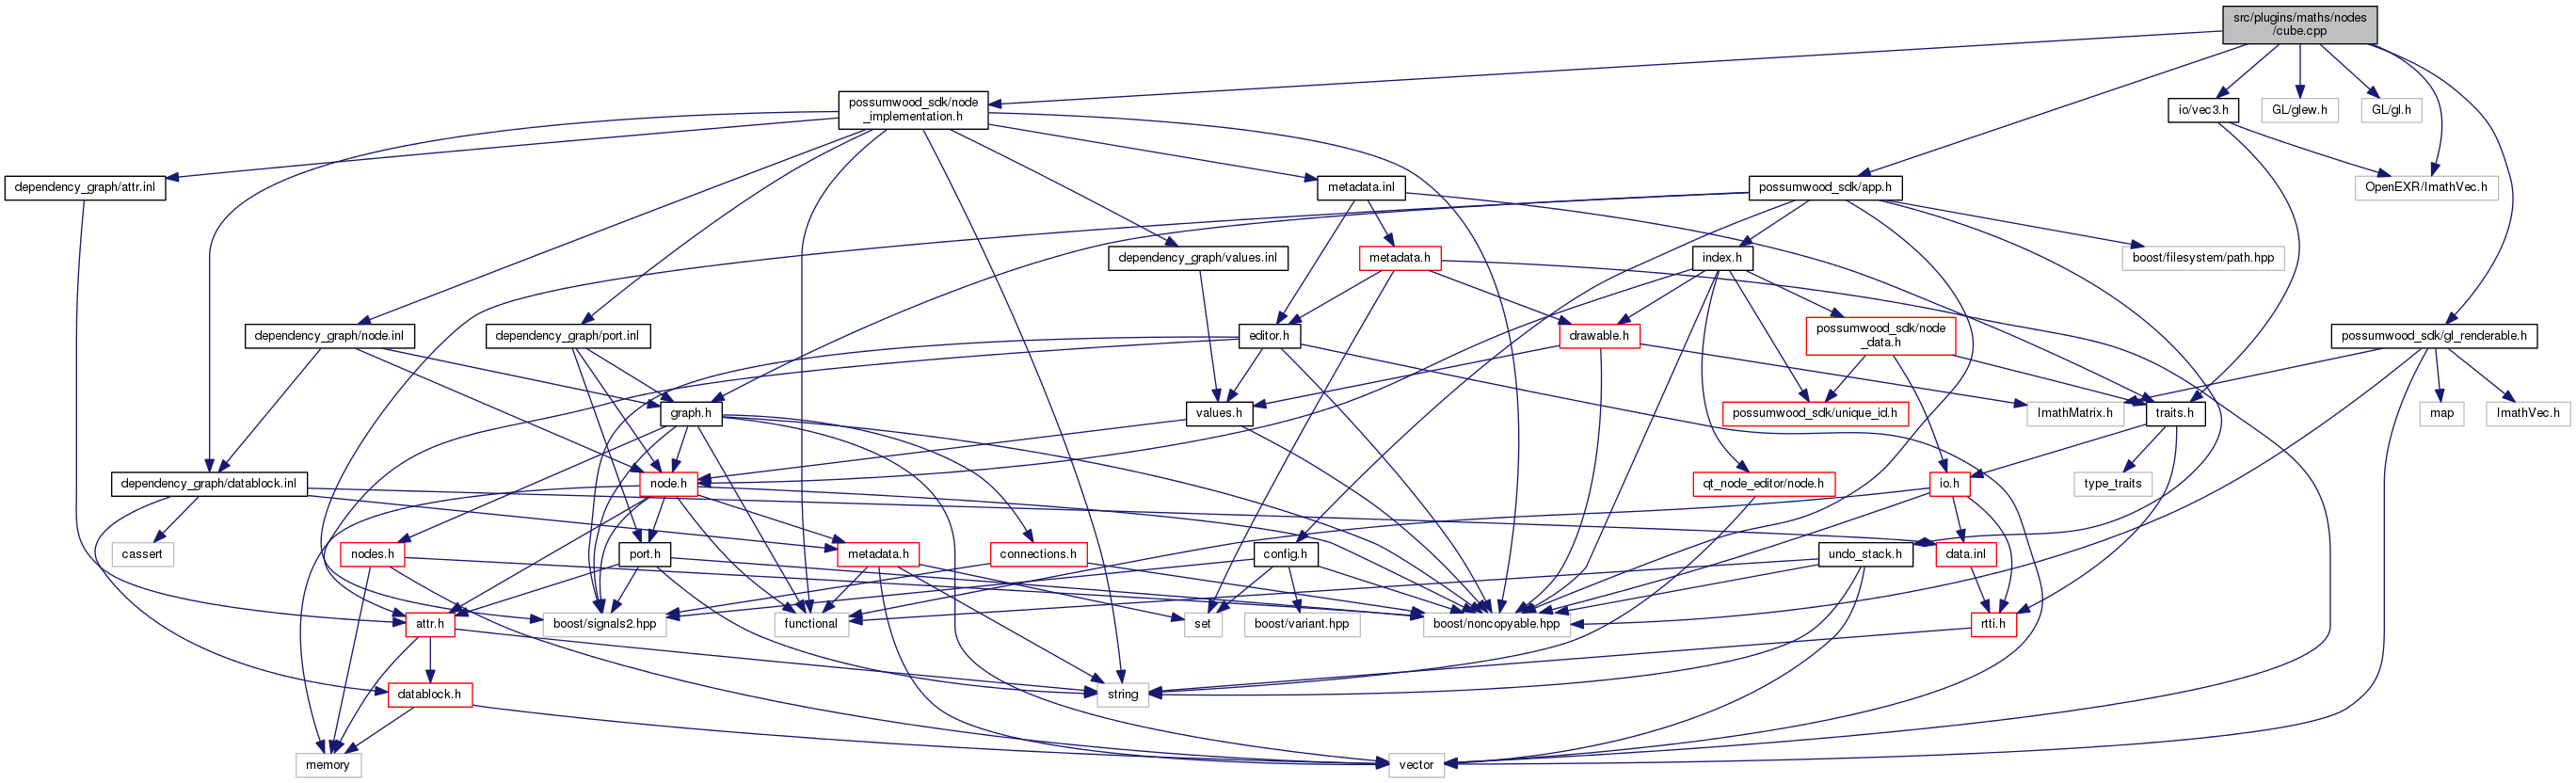 src/plugins/maths/nodes
/cube.cpp
possumwood_sdk/node
_implementation.h
io/vec3.h
GL/glew.h
GL/gl.h
dependency_graph/attr.inl
metadata.inl
possumwood_sdk/app.h
OpenEXR/ImathVec.h
dependency_graph/values.inl
metadata.h
index.h
boost/filesystem/path.hpp
dependency_graph/node.inl
dependency_graph/port.inl
editor.h
drawable.h
possumwood_sdk/node
_data.h
possumwood_sdk/gl_renderable.h
graph.h
values.h
possumwood_sdk/unique_id.h
ImathMatrix.h
traits.h
map
ImathVec.h
dependency_graph/datablock.inl
node.h
qt_node_editor/node.h
io.h
type_traits
cassert
nodes.h
port.h
metadata.h
connections.h
config.h
undo_stack.h
data.inl
attr.h
boost/signals2.hpp
functional
set
boost/variant.hpp
boost/noncopyable.hpp
rtti.h
datablock.h
string
memory
vector